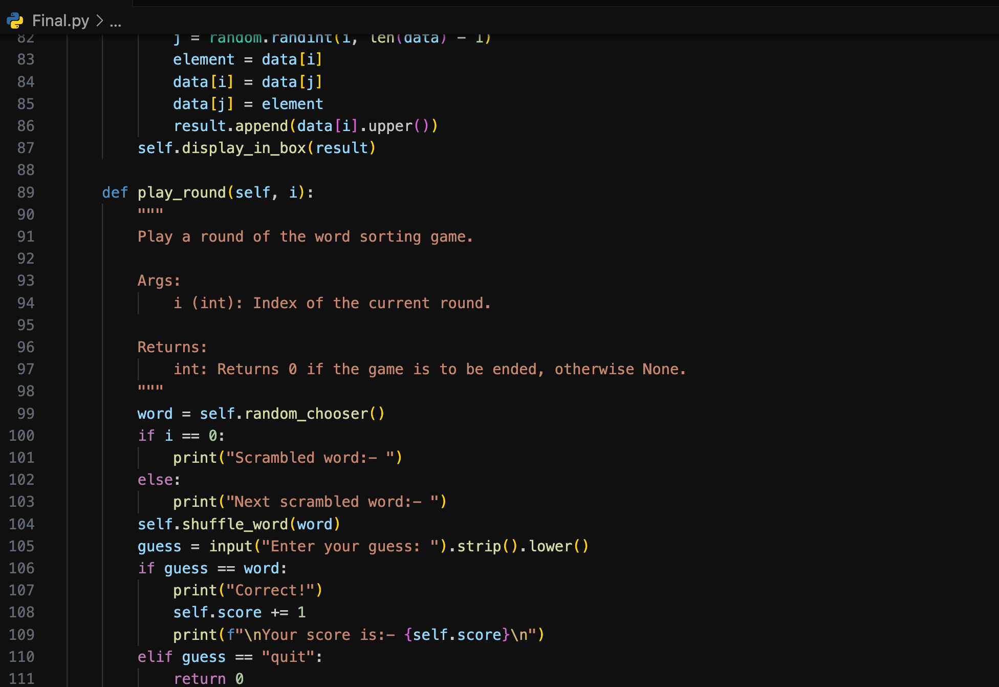 Final.py > ...
82 j = random.randint(i, len(data) - 1)
83 element = data[i]
84 data[i] = data[j]
85 data[j] = element
86 result.append(data[i].upper())
87 self.display_in_box(result)
88
89 def play_round(self, i):
90 """
91 Play a round of the word sorting game.
92
93 Args:
94 i (int): Index of the current round.
95
96 Returns:
97 int: Returns 0 if the game is to be ended, otherwise None.
98 """
99 word = self.random_chooser()
100 if i == 0:
101 print("Scrambled word:- ")
102 else:
103 print("Next scrambled word:- ")
104 self.shuffle_word(word)
105 guess = input("Enter your guess: ").strip().lower()
106 if guess == word:
107 print("Correct!")
108 self.score += 1
109 print(f"\nYour score is:- {self.score}\n")
110 elif guess == "quit":
111 return 0